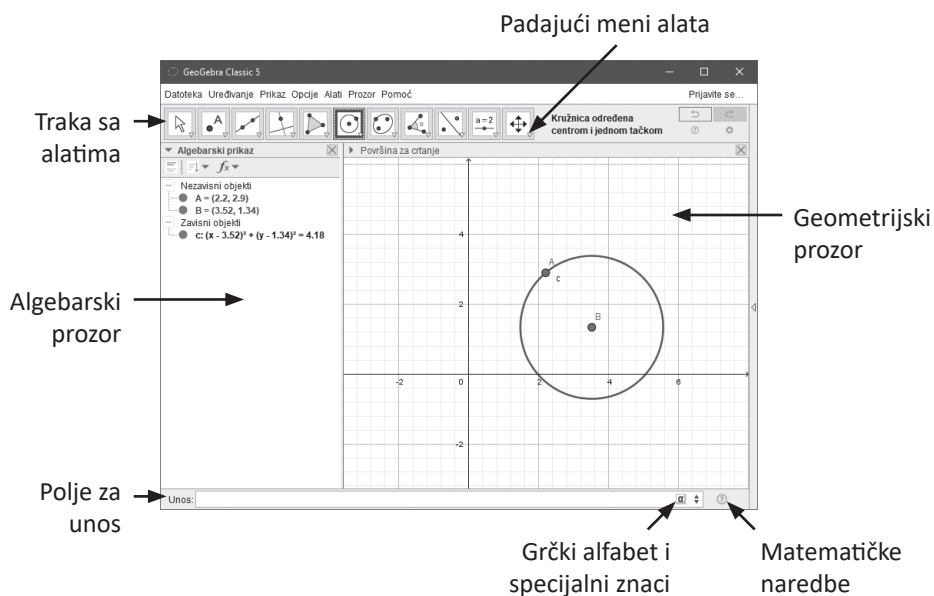 Padajući meni alata
GeoGebra Classic 5
Datoteka Uređivanje Prikaz Opcije Alati Prozor Pomoć
Prijavite se...
Traka sa
alatima
A
a=2
Kružnica određena
centrom i jednom tačkom
Algebarski prikaz
Površina za crtanje
fx
Nezavisni objekti
A = (2.2, 2.9)
B = (3.52, 1.34)
Zavisni objekti
c: (x - 3.52)² + (y - 1.34)² = 4.18
Geometrijski
prozor
Algebarski
prozor
4
2
-2
0
2
4
6
-2
A
c
B
Polje za
unos
Unos:
α
Grčki alfabet i
specijalni znaci
Matematičke
naredbe